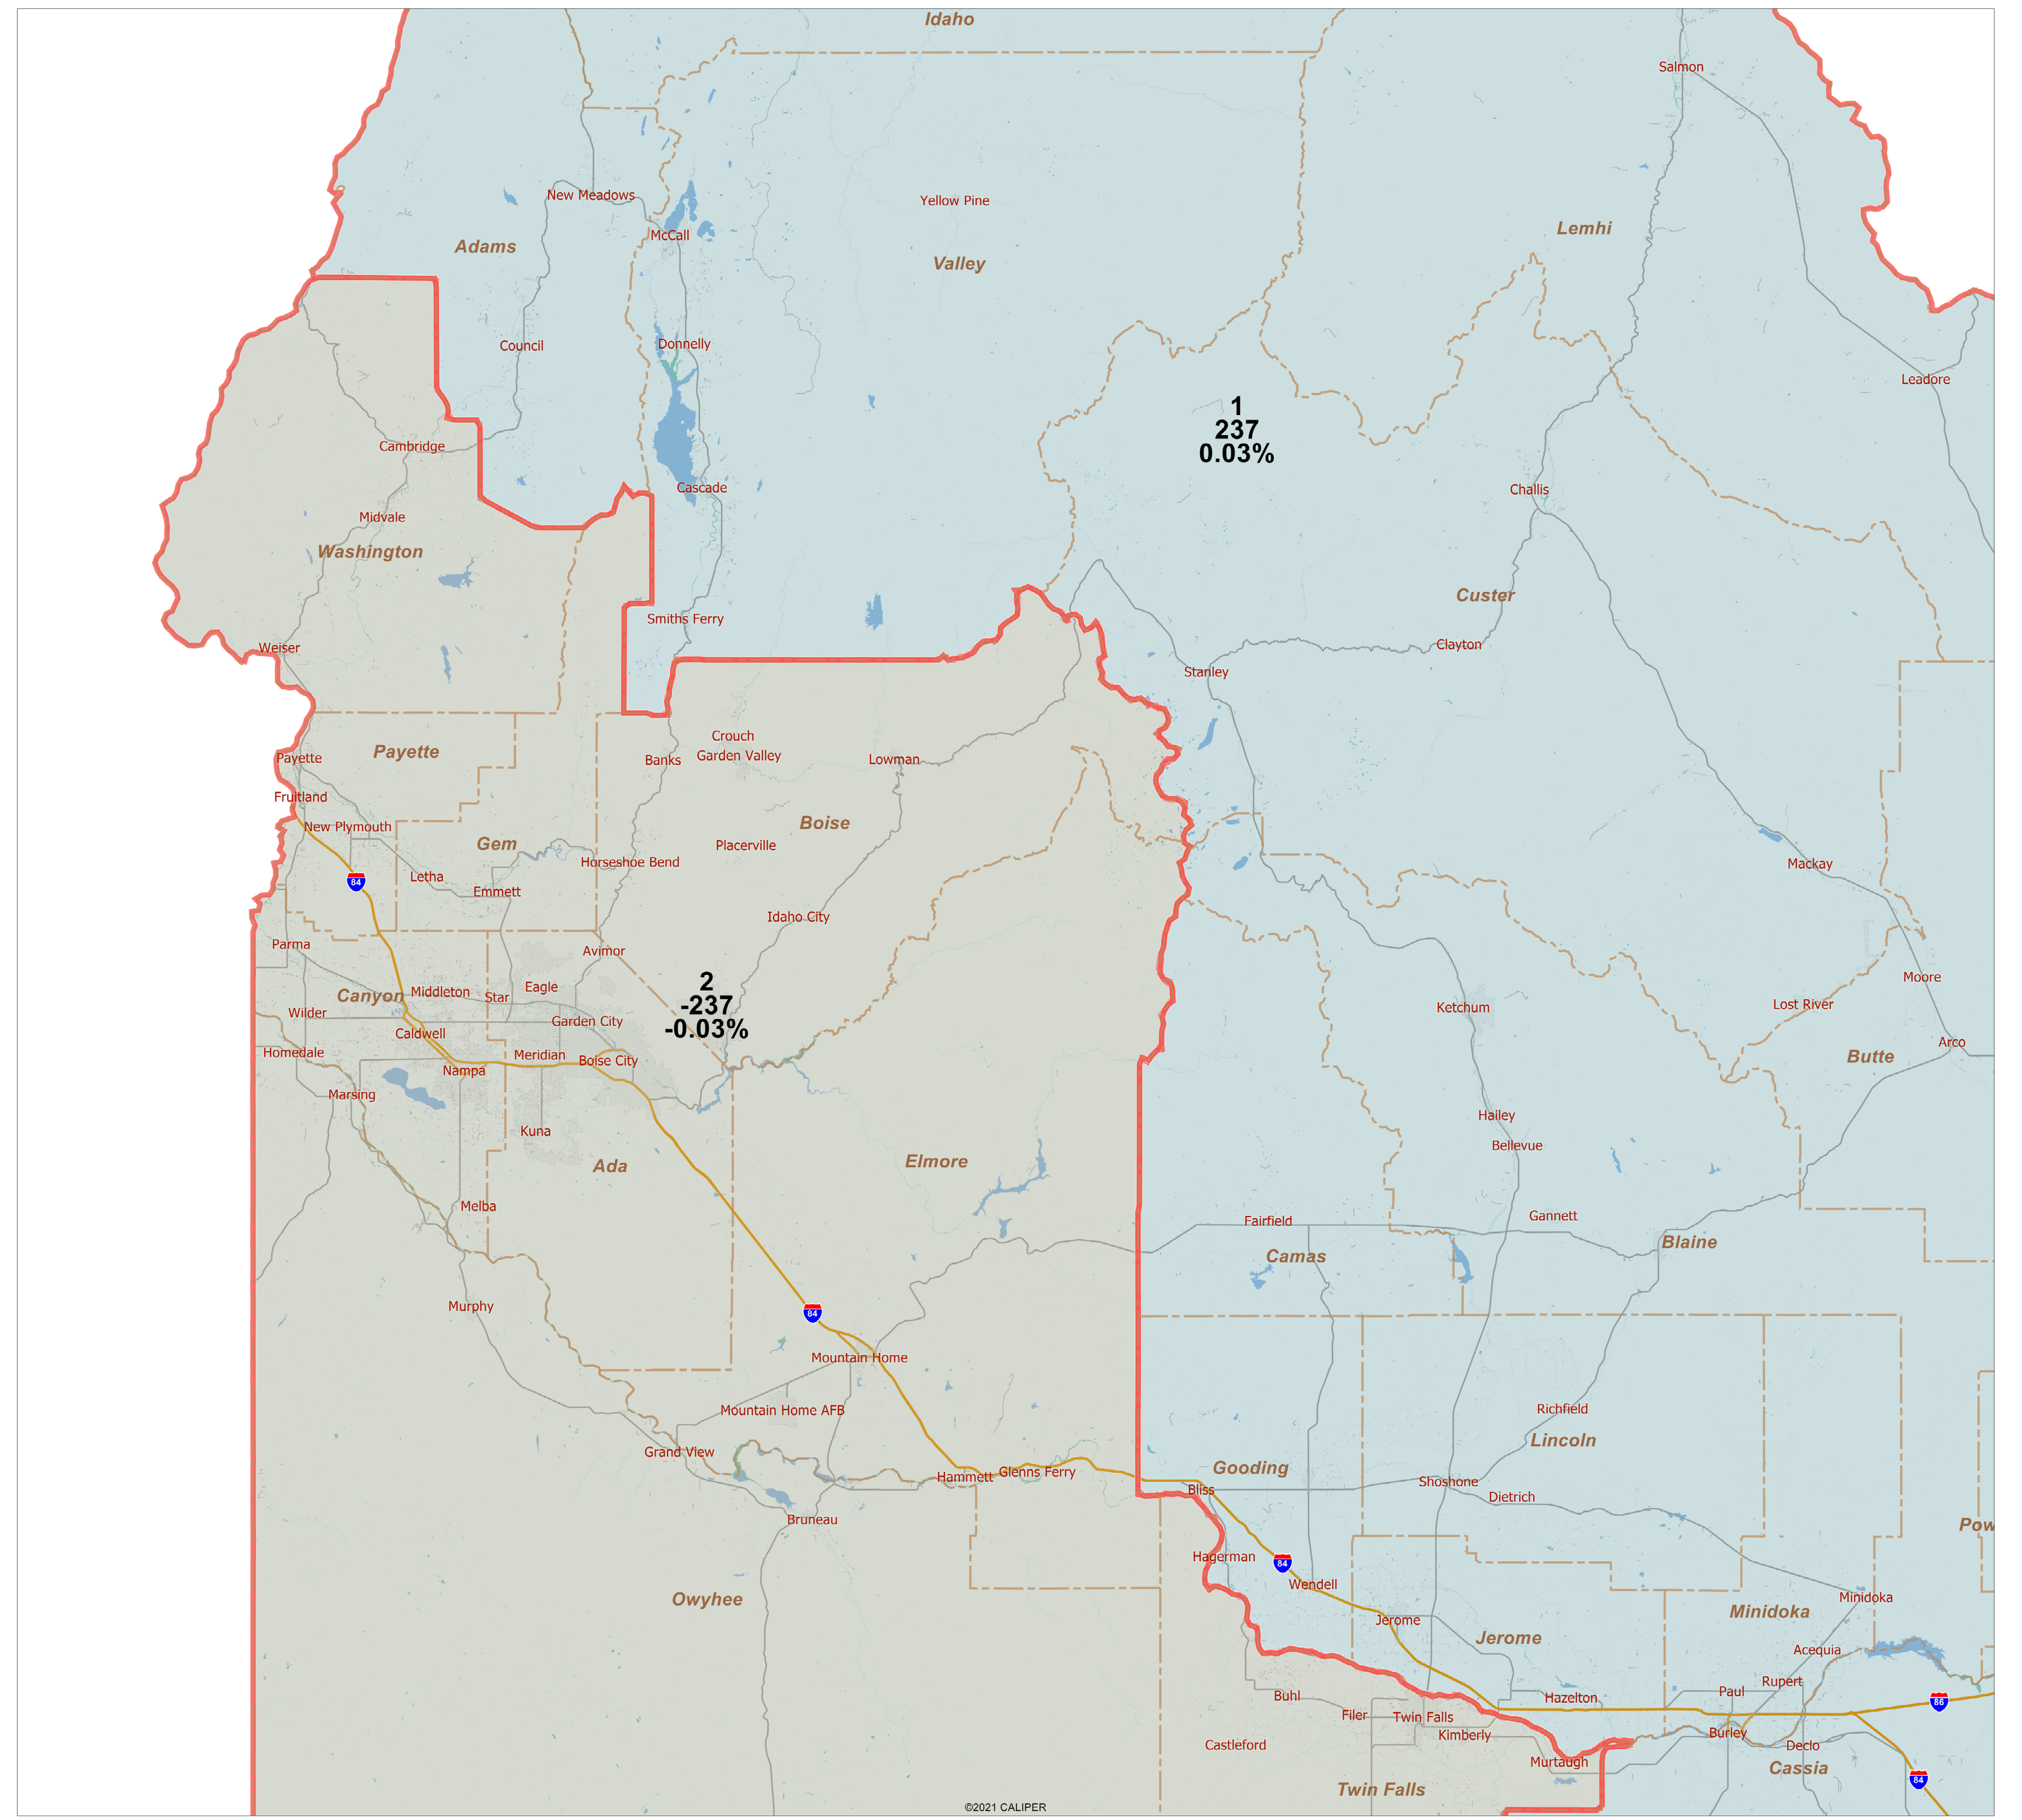 Idaho
Salmon
New Meadows
Yellow Pine
Lemhi
McCall
Adams
Valley
Council
Donnelly
Leadore
1
237
0.03%
Cambridge
Cascade
Challis
Midvale
Washington
Custer
Smiths Ferry
Weiser
Clayton
Stanley
Crouch
Payette
Garden Valley
Banks
Lowman
Payette
Fruitland
New Plymouth
Boise
Gem
Placerville
Horseshoe Bend
Mackay
84
Letha
Emmett
Idaho City
Parma
Avimor
Moore
2
-237
-0.03%
Eagle
Middleton
Star
Canyon
Lost River
Ketchum
Wilder
Garden City
Caldwell
Arco
Homedale
Meridian
Boise City
Butte
Nampa
Marsing
Hailey
Kuna
Bellevue
Elmore
Ada
Melba
Gannett
Fairfield
Blaine
Camas
Murphy
84
Mountain Home
Richfield
Mountain Home AFB
Lincoln
Grand View
Gooding
Glenns Ferry
Hammett
Shoshone
Bliss
Dietrich
Bruneau
Pow
Hagerman
84
Wendell
Owyhee
Minidoka
Minidoka
Jerome
Jerome
Acequia
Rupert
Paul
Buhl
Hazelton
86
Filer
Twin Falls
Kimberly
Burley
Castleford
Declo
Murtaugh
Cassia
84
Twin Falls
©2021 CALIPER